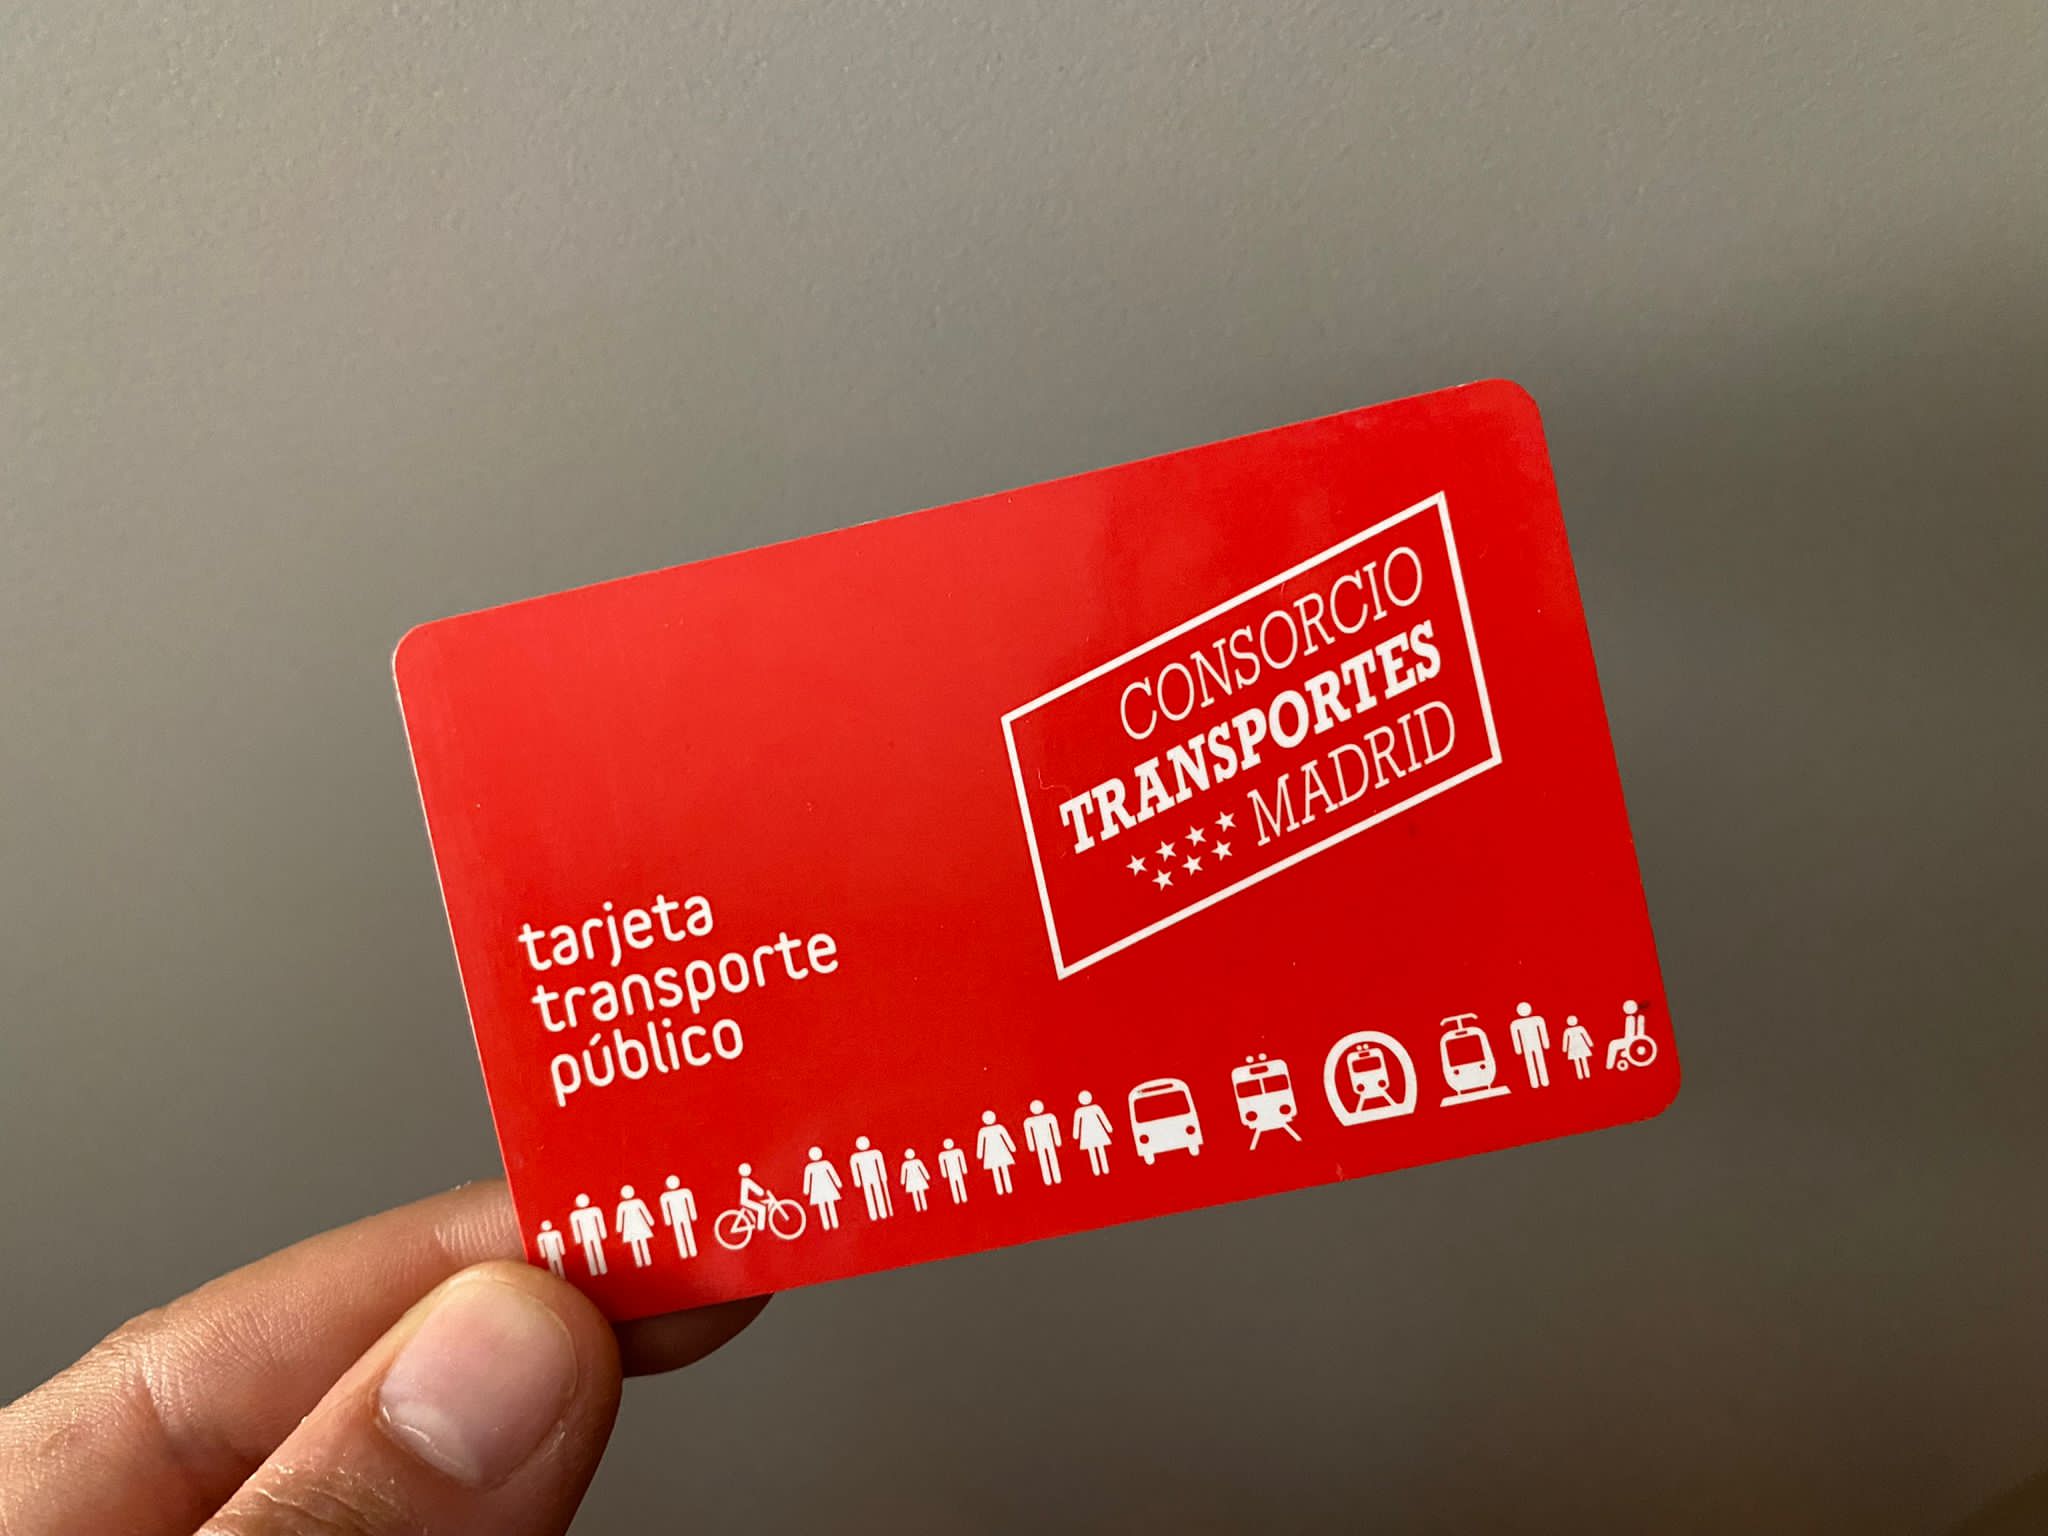 CONSORCIO
TRANSPORTES
MADRID
tarjeta
transporte
público